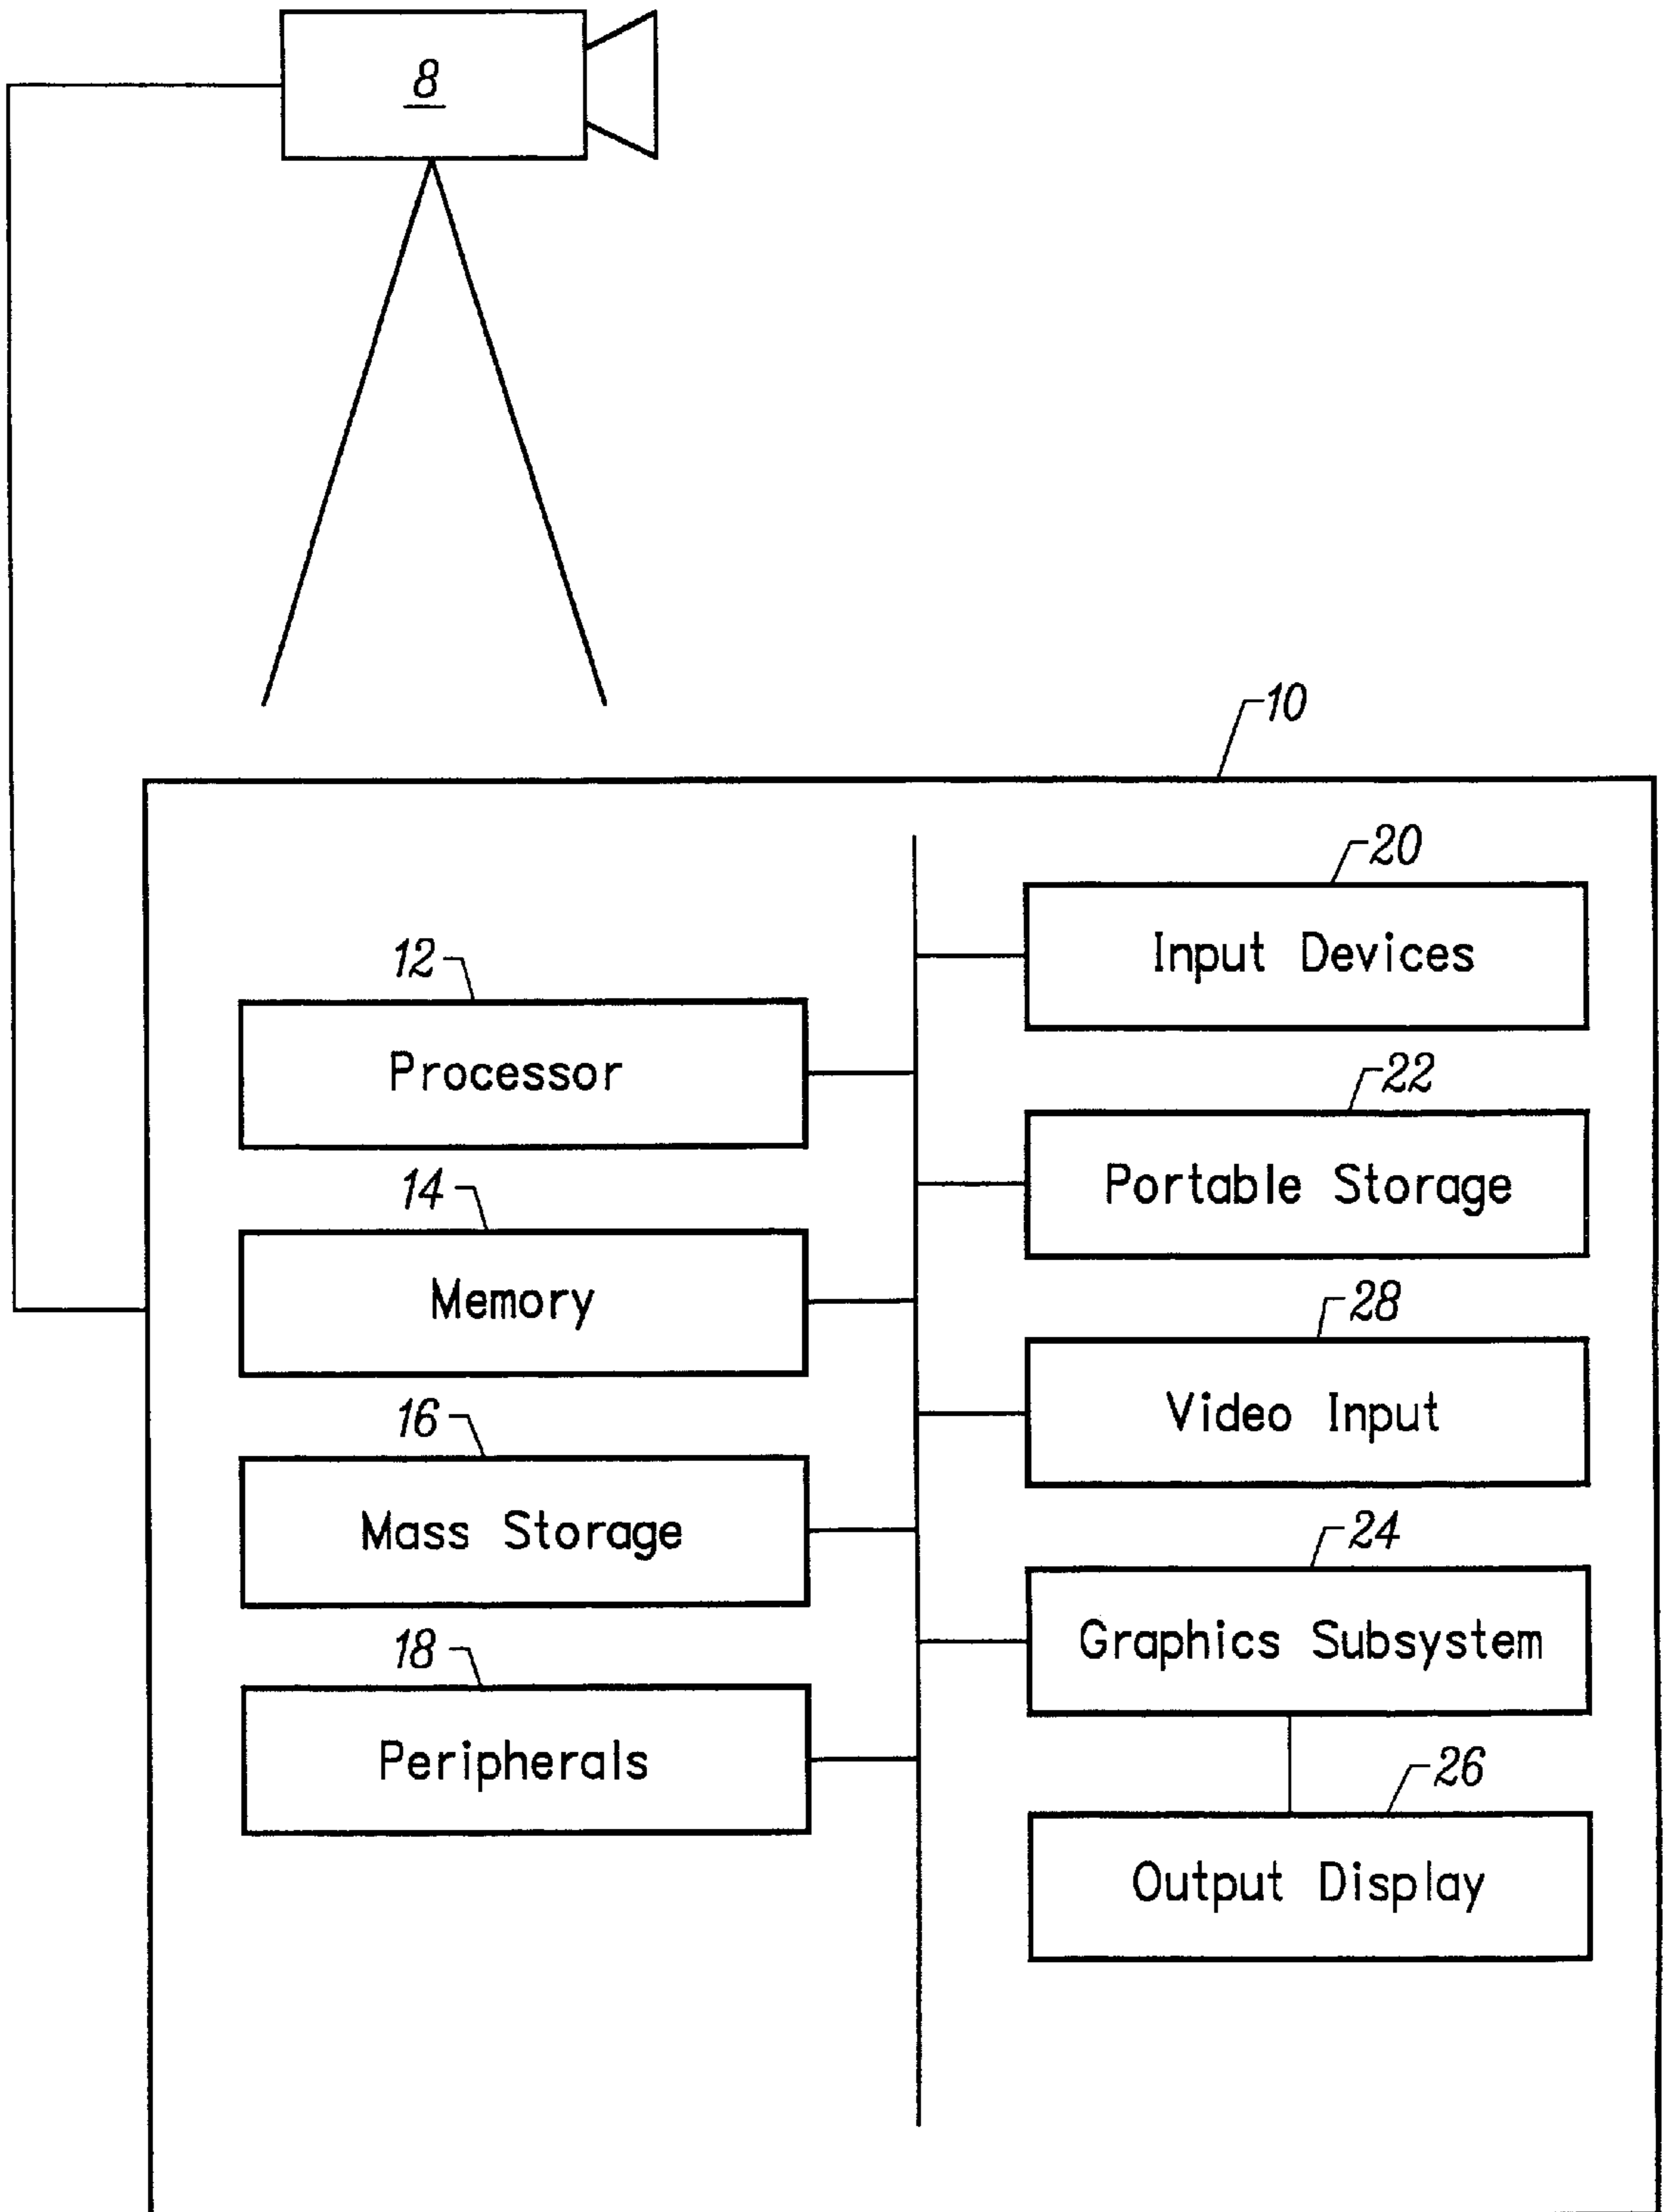 8
10
20
Input Devices
12
Processor
22
Portable Storage
14
Memory
28
Video Input
16
Mass Storage
24
Graphics Subsystem
18
Peripherals
26
Output Display